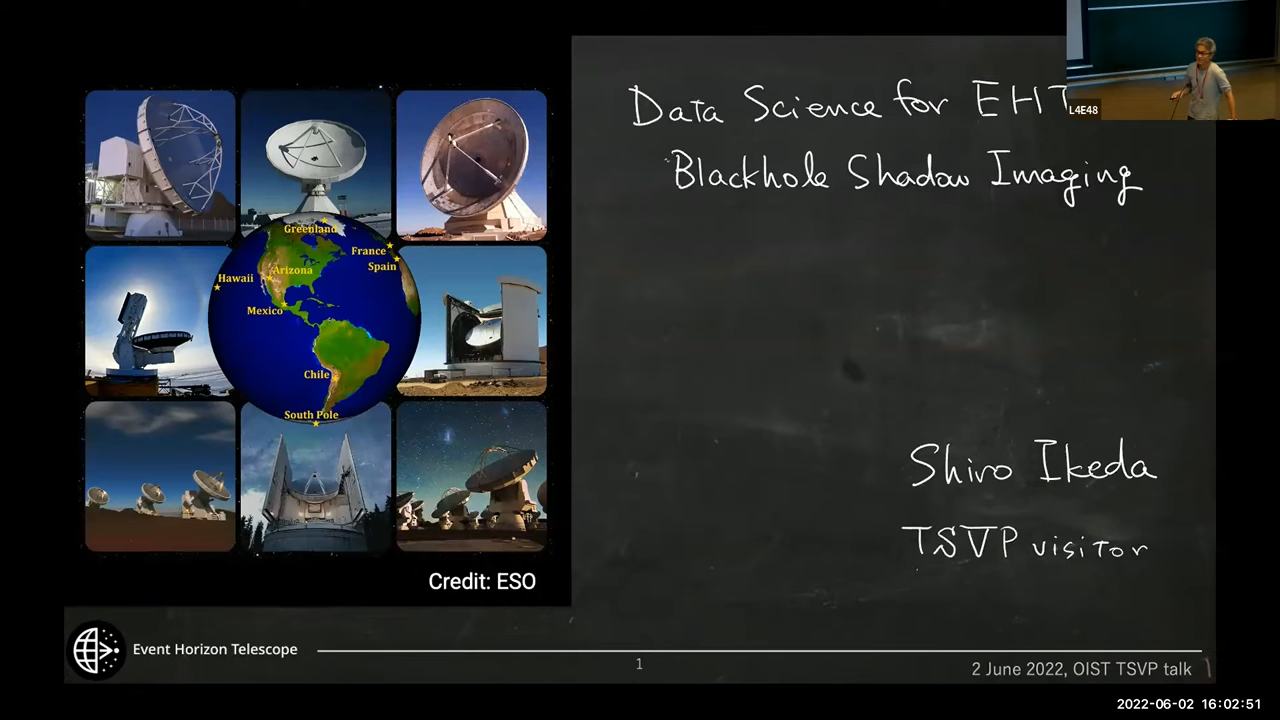 Data Science for EHT
Blackhole Shadow Imaging
L4E48
Greenland
France
Spain
Hawaii
Arizona
Mexico
Chile
South Pole
Shiro Ikeda
TSVP visitor
Credit: ESO
Event Horizon Telescope
1
2 June 2022, OIST TSVP talk
2022-06-02 16:02:51